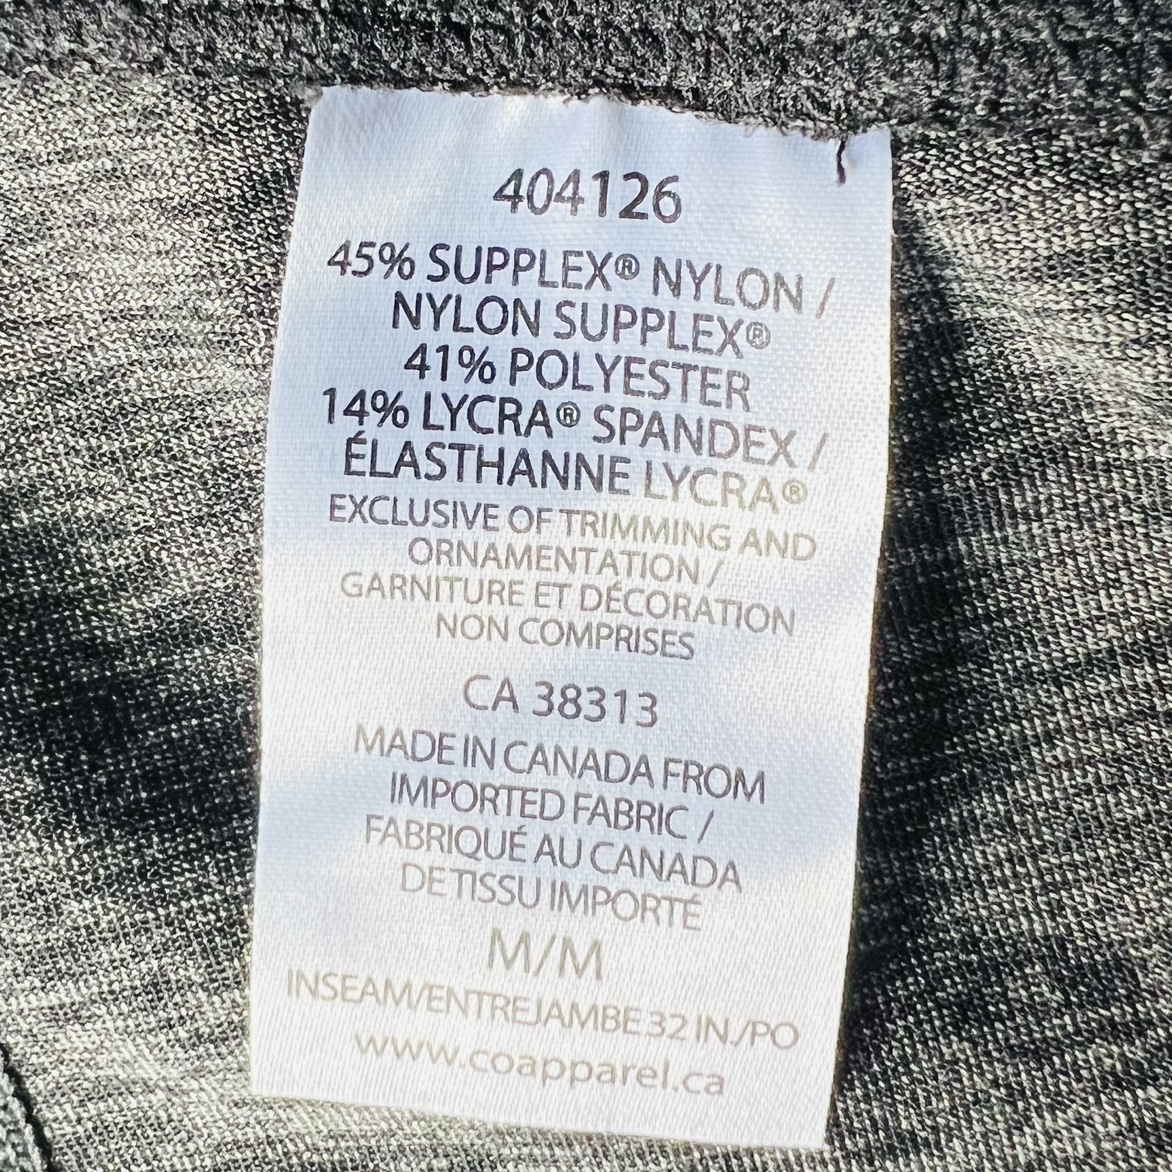 404126
45% SUPPLEX® NYLON /
NYLON SUPPLEX®
41% POLYESTER
14% LYCRA® SPANDEX /
ÉLASTHANNE LYCRA®
EXCLUSIVE OF TRIMMING AND
ORNAMENTATION /
GARNITURE ET DÉCORATION
NON COMPRISES
CA 38313
MADE IN CANADA FROM
IMPORTED FABRIC /
FABRIQUÉ AU CANADA
DE TISSU IMPORTÉ
M/M
INSEAM/ENTREJAMBE 32 IN./PO
www.coapparel.ca